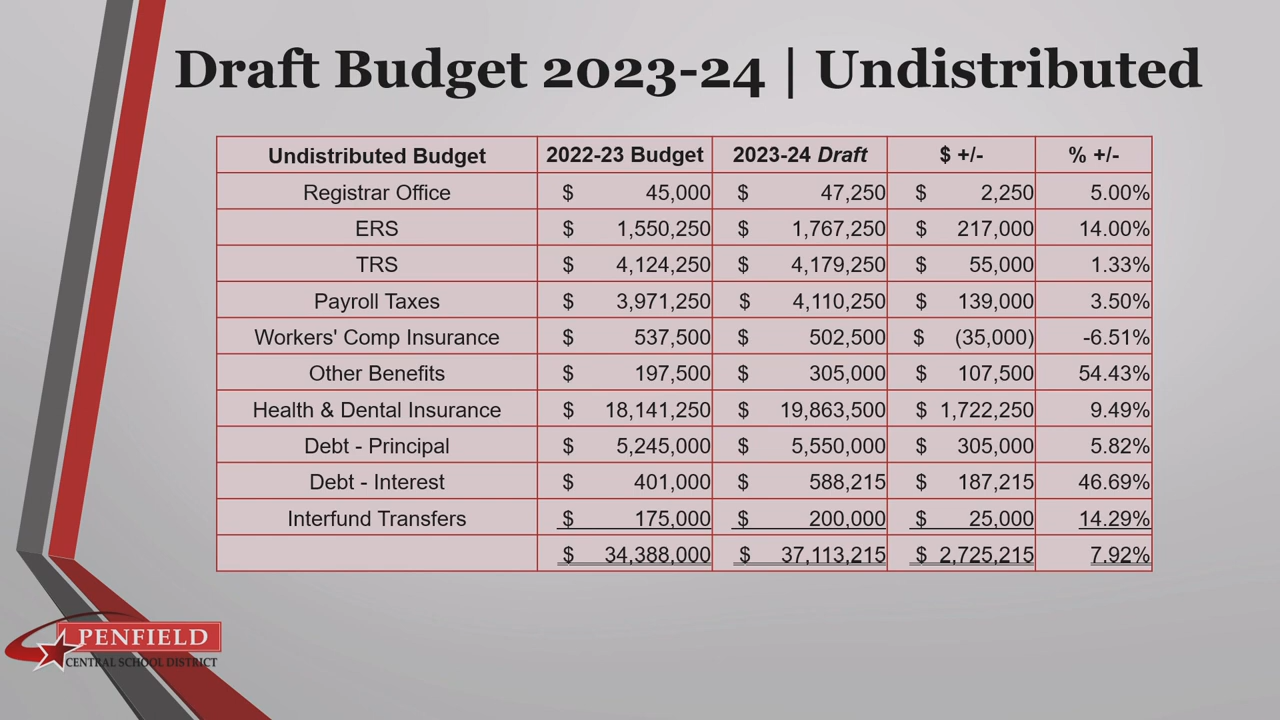 Draft Budget 2023-24 | Undistributed
Undistributed Budget 2022-23 Budget 2023-24 Draft $ +/- % +/-
Registrar Office $ 45,000 $ 47,250 $ 2,250 5.00%
ERS $ 1,550,250 $ 1,767,250 $ 217,000 14.00%
TRS $ 4,124,250 $ 4,179,250 $ 55,000 1.33%
Payroll Taxes $ 3,971,250 $ 4,110,250 $ 139,000 3.50%
Workers' Comp Insurance $ 537,500 $ 502,500 $ (35,000) -6.51%
Other Benefits $ 197,500 $ 305,000 $ 107,500 54.43%
Health & Dental Insurance $ 18,141,250 $ 19,863,500 $ 1,722,250 9.49%
Debt - Principal $ 5,245,000 $ 5,550,000 $ 305,000 5.82%
Debt - Interest $ 401,000 $ 588,215 $ 187,215 46.69%
Interfund Transfers $ 175,000 $ 200,000 $ 25,000 14.29%
$ 34,388,000 $ 37,113,215 $ 2,725,215 7.92%
PENFIELD
CENTRAL SCHOOL DISTRICT